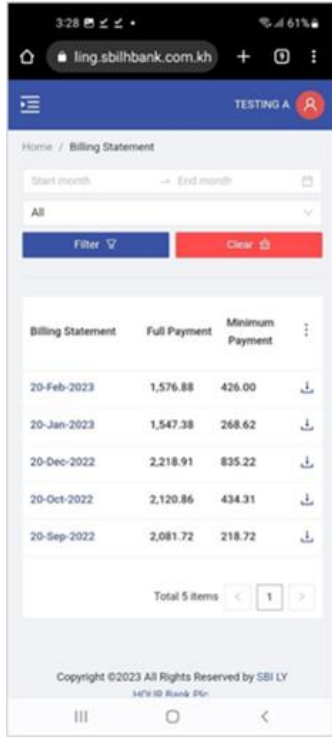 3:28
61%
ling.sbilhbank.com.kh
9
TESTING A
Home / Billing Statement
Start month → End month
All
Filter
Clear
Billing Statement Full Payment Minimum Payment
20-Feb-2023 1,576.88 426.00
20-Jan-2023 1,547.38 268.62
20-Dec-2022 2,218.91 835.22
20-Oct-2022 2,120.86 434.31
20-Sep-2022 2,081.72 218.72
Total 5 items < 1 >
Copyright ©2023 All Rights Reserved by SBI LY
HOUR Bank Plc